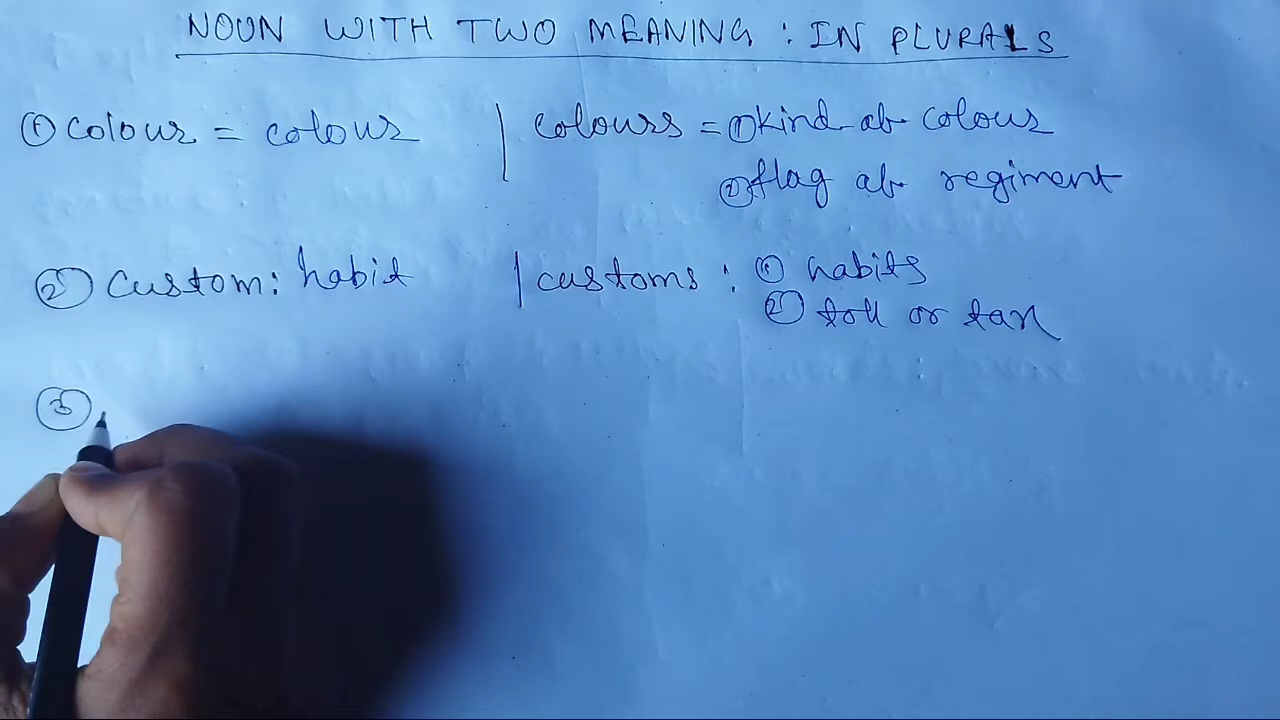 NOUN WITH TWO MEANING : IN PLURALS
① colour = colour | colours = ① kind of colour
② flag of regiment
② custom : habit | customs : ① habits
② toll or tax
③